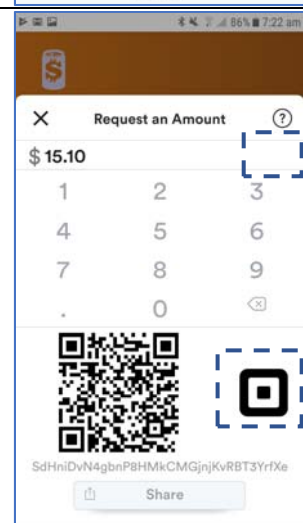 86% 7:22 am
$
Request an Amount ?
$ 15.10
1 2 3
4 5 6
7 8 9
. 0
SdHniDvN4gbnP8HMkCMGjnjKvRBT3YrfXe
Share